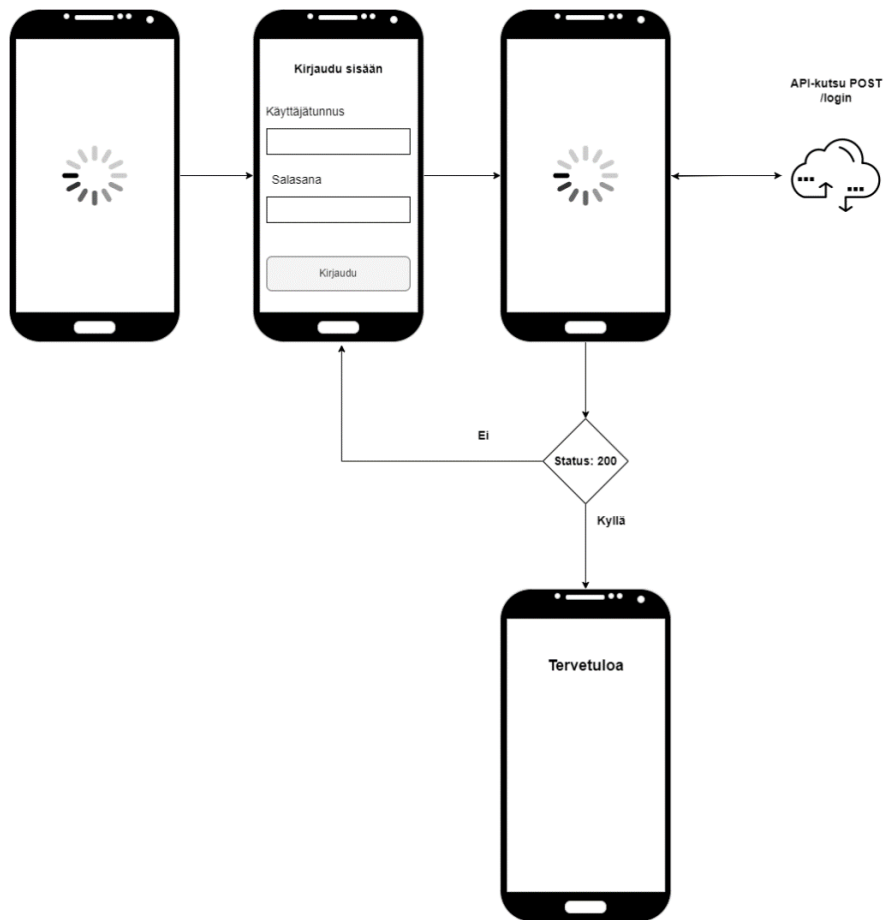 Kirjaudu sisään
Käyttäjätunnus
Salasana
Kirjaudu
API-kutsu POST
/login
Ei
Status: 200
Kyllä
Tervetuloa